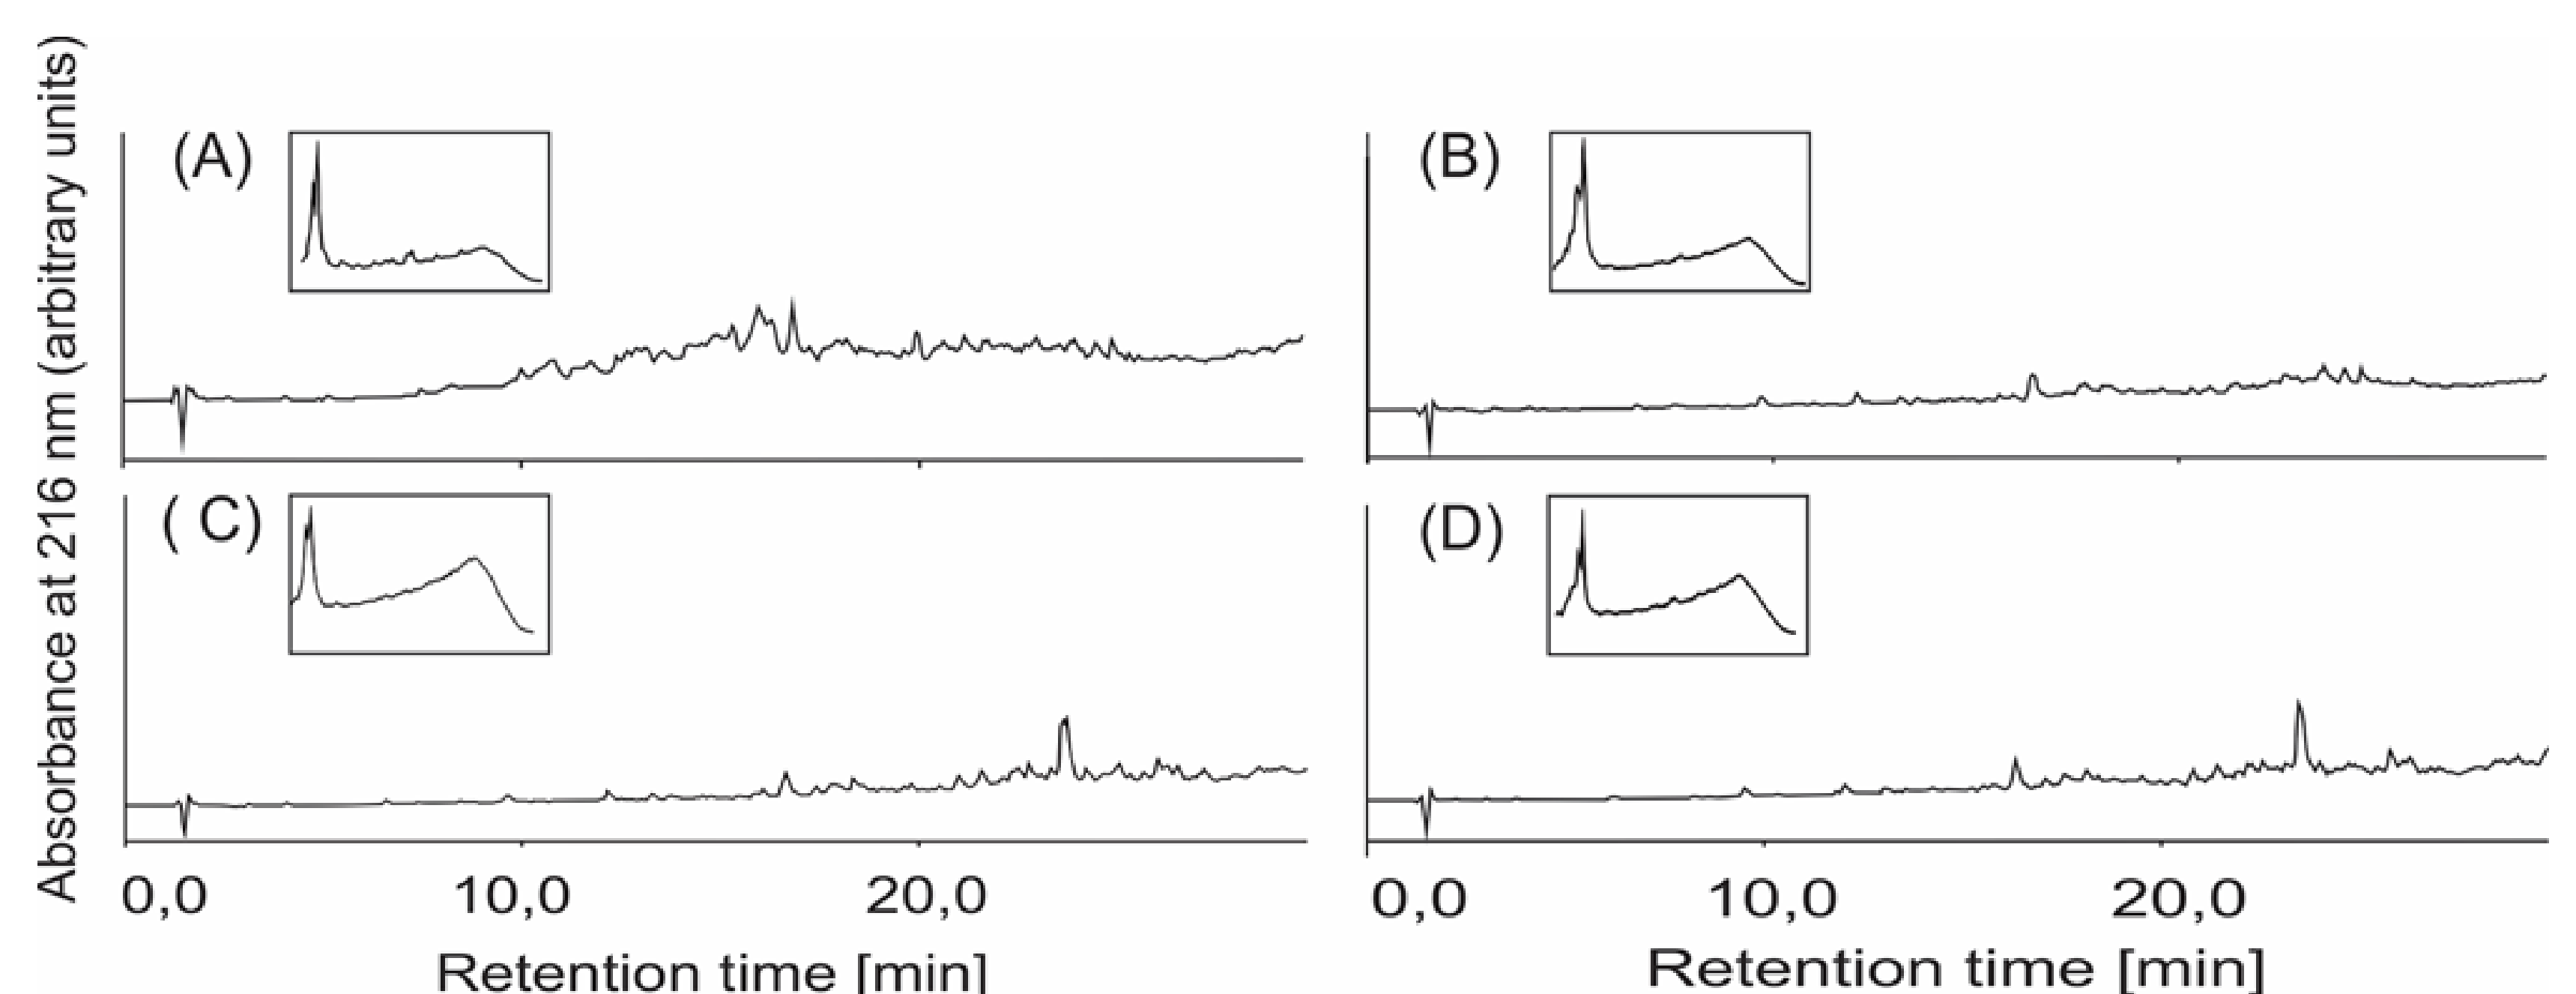 Absorbance at 216 nm (arbitrary units)
(A)
(B)
( C)
(D)
0,0 10,0 20,0
0,0 10,0 20,0
Retention time [min]
Retention time [min]